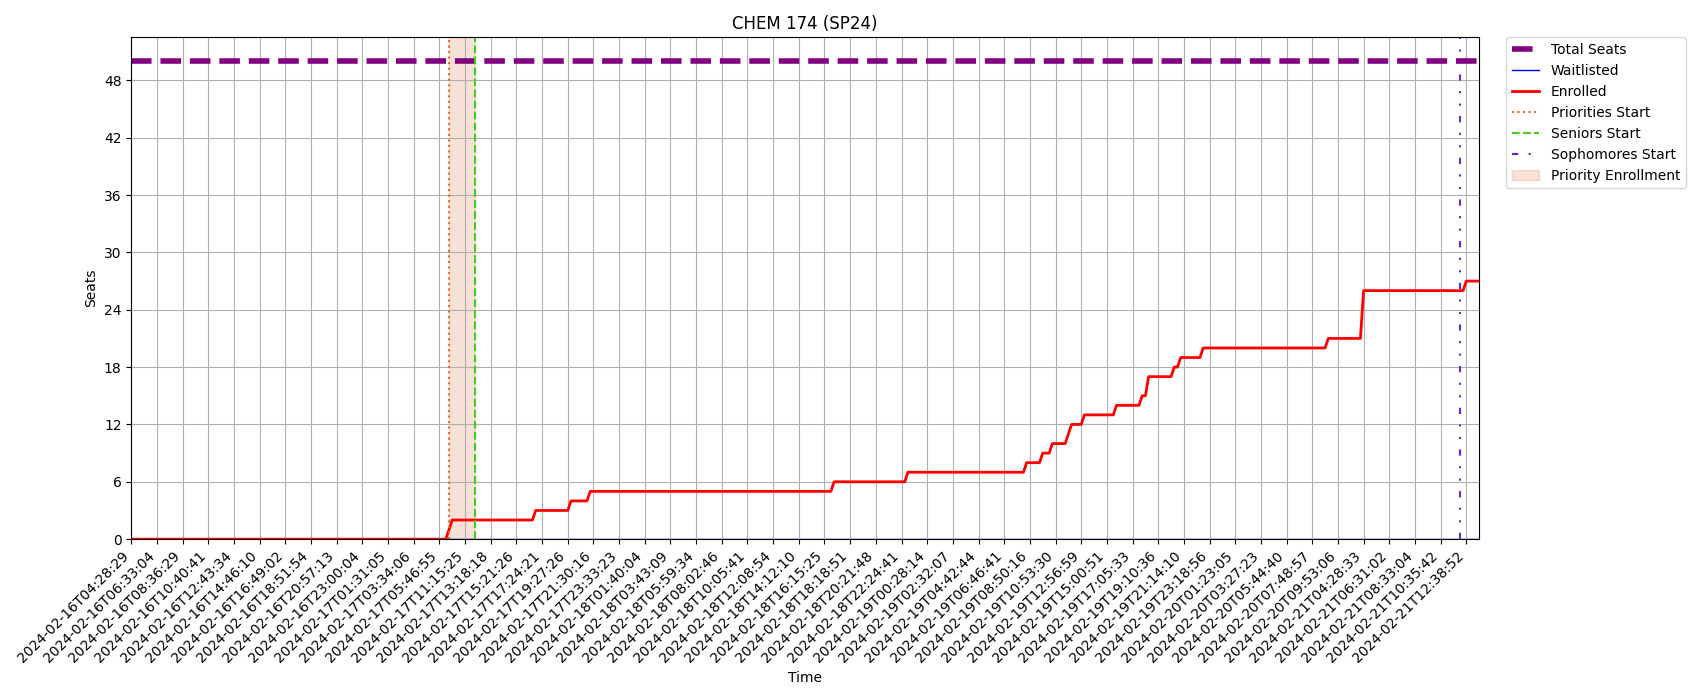 CHEM 174 (SP24)
Total Seats
Waitlisted
Enrolled
Priorities Start
Seniors Start
Sophomores Start
Priority Enrollment
Seats
48
42
36
30
24
18
12
6
0
2024-02-16T04:28:29
2024-02-16T06:33:04
2024-02-16T08:36:29
2024-02-16T10:40:41
2024-02-16T12:43:34
2024-02-16T14:46:10
2024-02-16T16:49:02
2024-02-16T18:51:54
2024-02-16T20:57:13
2024-02-16T23:00:04
2024-02-17T01:31:05
2024-02-17T03:34:06
2024-02-17T05:46:55
2024-02-17T11:15:25
2024-02-17T13:18:18
2024-02-17T15:21:26
2024-02-17T17:24:21
2024-02-17T19:27:26
2024-02-17T21:30:16
2024-02-17T23:33:23
2024-02-18T01:40:04
2024-02-18T03:43:09
2024-02-18T05:59:34
2024-02-18T08:02:46
2024-02-18T10:05:41
2024-02-18T12:08:54
2024-02-18T14:12:10
2024-02-18T16:15:25
2024-02-18T18:18:51
2024-02-18T20:21:48
2024-02-18T22:24:41
2024-02-19T00:28:14
2024-02-19T02:32:07
2024-02-19T04:42:44
2024-02-19T06:46:41
2024-02-19T08:50:16
2024-02-19T10:53:30
2024-02-19T12:56:59
2024-02-19T15:00:51
2024-02-19T17:05:33
2024-02-19T19:10:36
2024-02-19T21:14:10
2024-02-19T23:18:56
2024-02-20T01:23:05
2024-02-20T03:27:23
2024-02-20T05:44:40
2024-02-20T07:48:57
2024-02-20T09:53:06
2024-02-21T04:28:33
2024-02-21T06:31:02
2024-02-21T08:33:04
2024-02-21T10:35:42
2024-02-21T12:38:52
Time